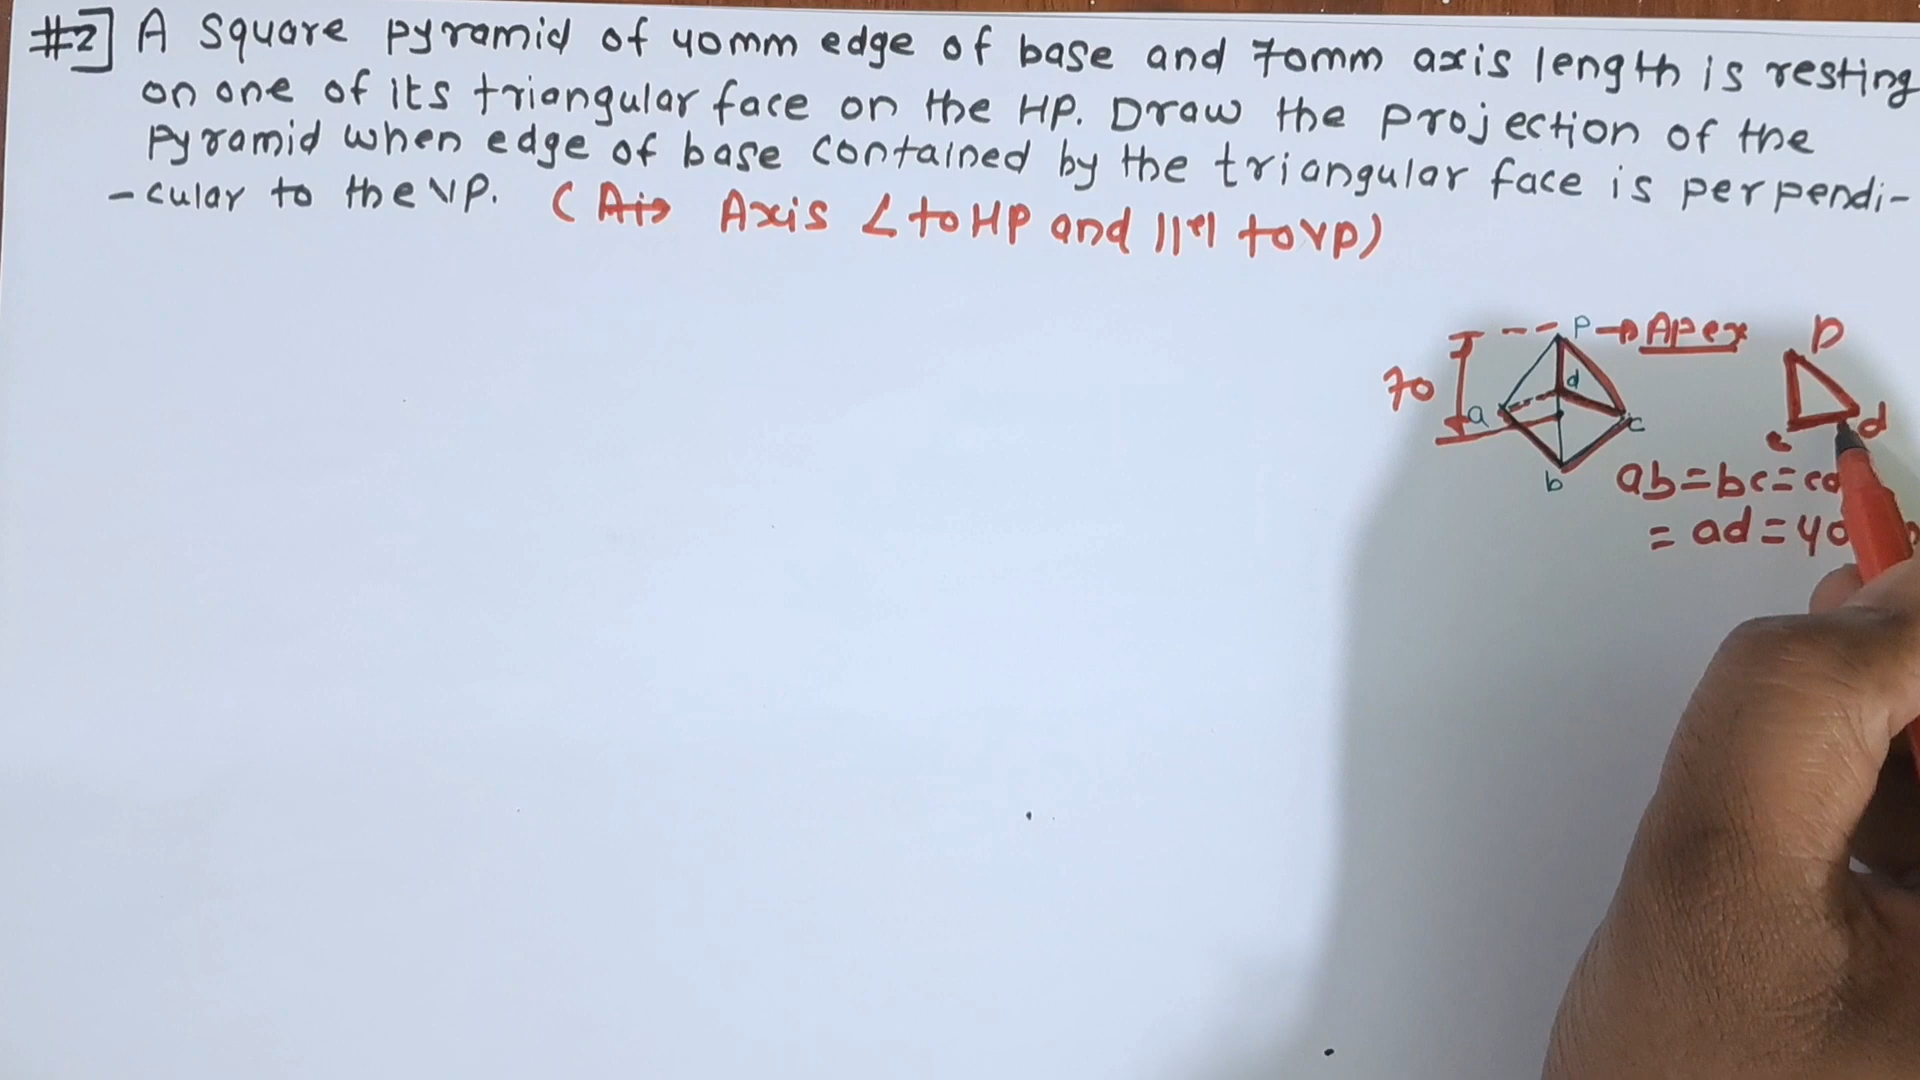 #2] A square pyramid of 40mm edge of base and 70mm axis length is resting
on one of its triangular face on the HP. Draw the projection of the
pyramid when edge of base contained by the triangular face is perpendi-
-cular to the VP. ( Ais Axis ∠ to HP and ||el to VP)
P → Apex
p
70
d
a
c
c
d
b
ab=bc=cd
= ad = 40